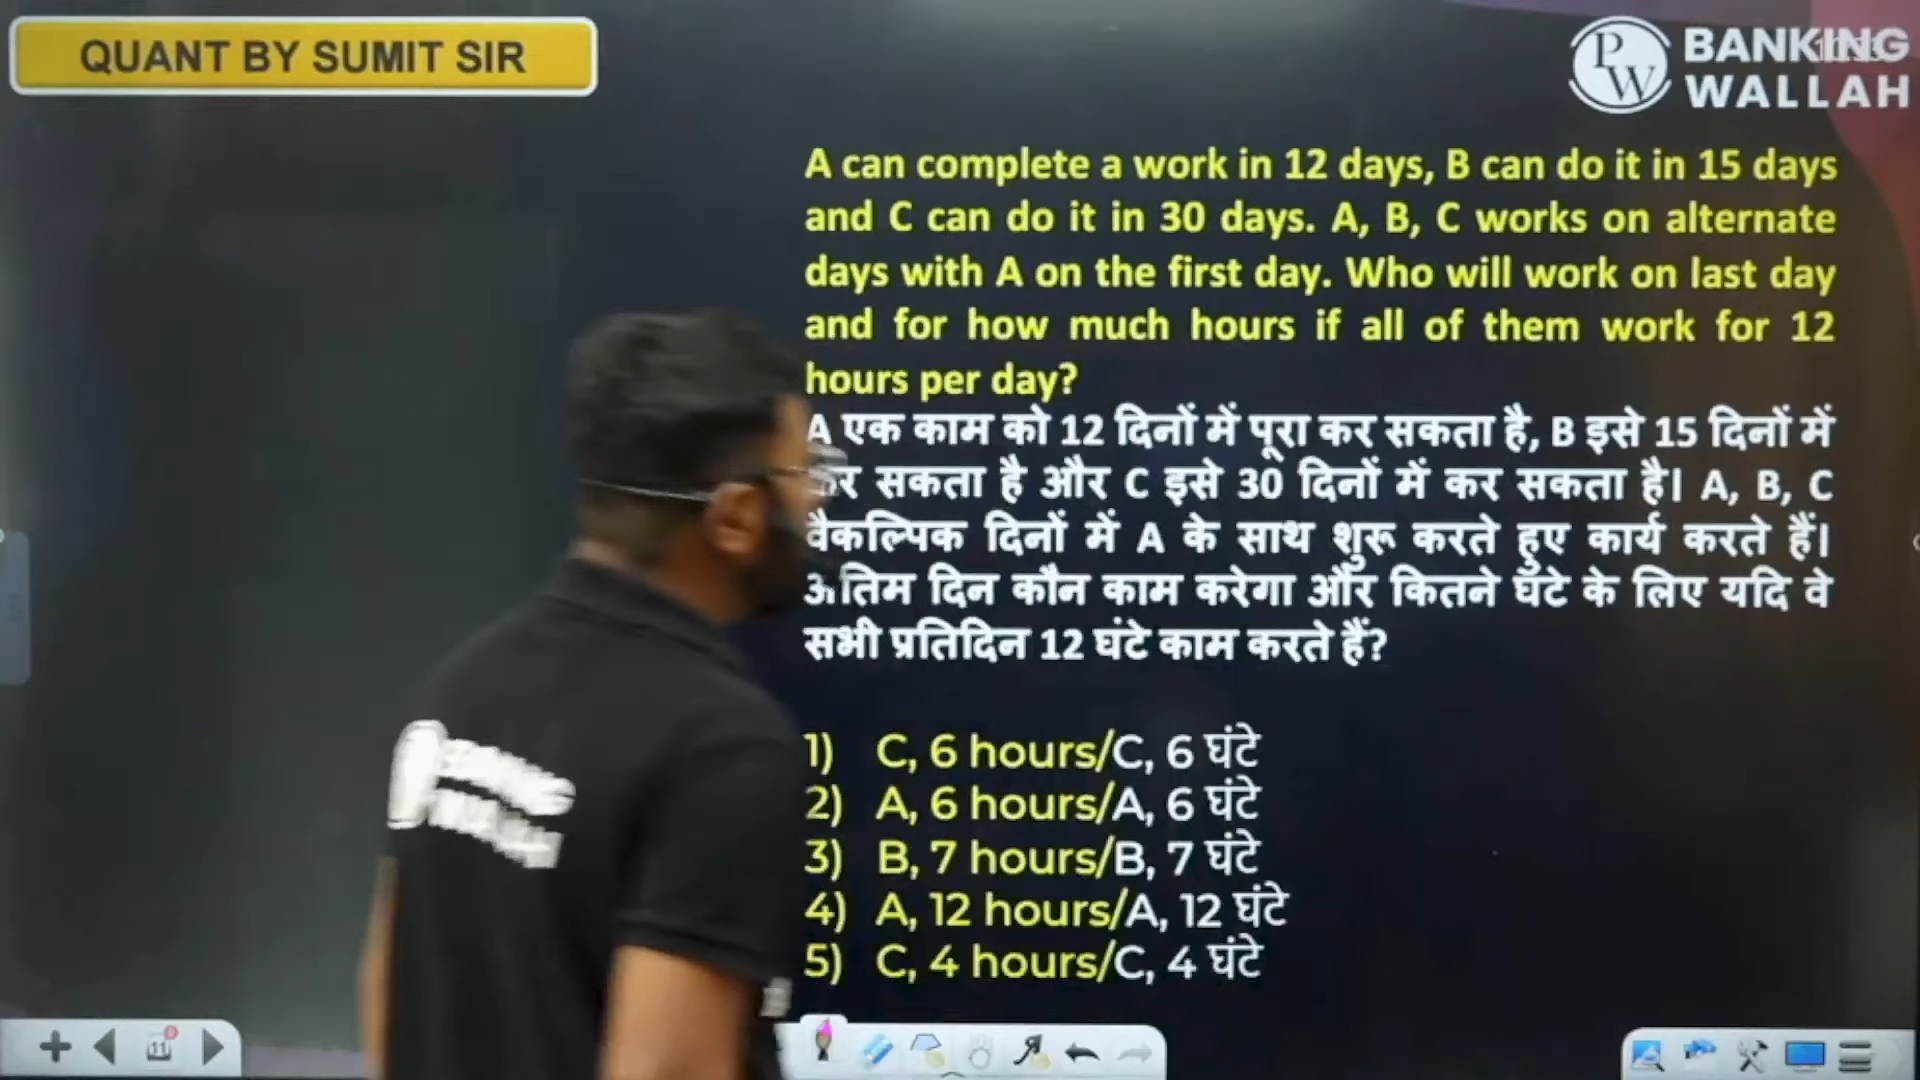 QUANT BY SUMIT SIR
PW
BANKING
WALLAH
A can complete a work in 12 days, B can do it in 15 days
and C can do it in 30 days. A, B, C works on alternate
days with A on the first day. Who will work on last day
and for how much hours if all of them work for 12
hours per day?
A एक काम को 12 दिनों में पूरा कर सकता है, B इसे 15 दिनों में
सकता है और C इसे 30 दिनों में कर सकता है। A, B, C
वैकल्पिक दिनों में A के साथ शुरू करते हुए कार्य करते हैं।
दिन कौन काम करेगा और कितने घंटे के लिए यदि वे
सभी प्रतिदिन 12 घंटे काम करते हैं?
1) C, 6 hours/C, 6 घंटे
2) A, 6 hours/A, 6 घंटे
3) B, 7 hours/B, 7 घंटे
4) A, 12 hours/A, 12 घंटे
5) C, 4 hours/C, 4 घंटे
11